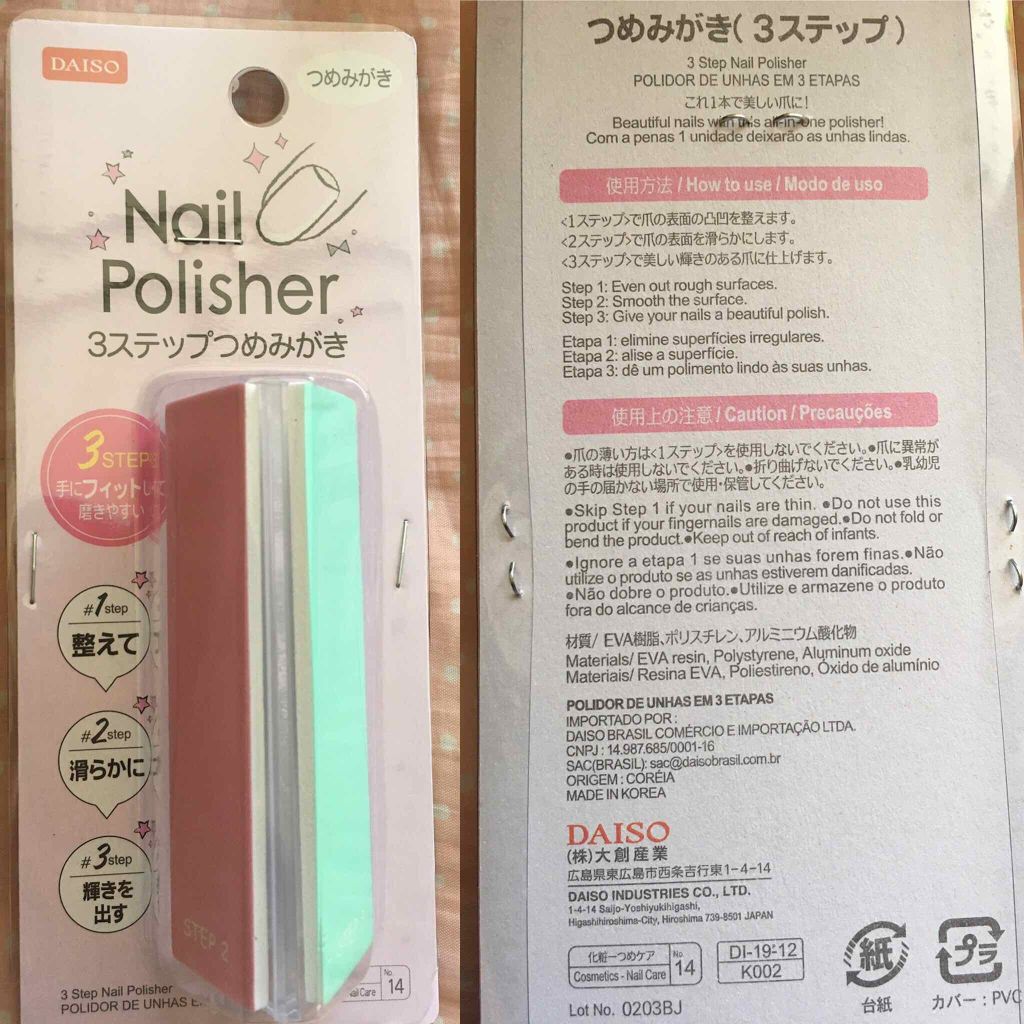 DAISO
つめみがき
Nail
Polisher
3ステップつめみがき
3 STEPS
手にフィットして
磨きやすい
#1step
整えて
#2step
滑らかに
#3step
輝きを
出す
STEP 2
3 Step Nail Polisher
POLIDOR DE UNHAS E
ail Care
No.
14
つめみがき(3ステップ)
3 Step Nail Polisher
POLIDOR DE UNHAS EM 3 ETAPAS
これ1本で美しい爪に!
Beautiful nails with this all-in-one polisher!
Com a penas 1 unidade deixarão as unhas lindas.
使用方法 / How to use / Modo de uso
<1ステップ>で爪の表面の凸凹を整えます。
<2ステップ>で爪の表面を滑らかにします。
<3ステップ>で美しい輝きのある爪に仕上げます。
Step 1: Even out rough surfaces.
Step 2: Smooth the surface.
Step 3: Give your nails a beautiful polish.
Etapa 1: elimine superfícies irregulares.
Etapa 2: alise a superfície.
Etapa 3: dê um polimento lindo às suas unhas.
使用上の注意 / Caution / Precauções
●爪の薄い方は<1ステップ>を使用しないでください。●爪に異常が
ある時は使用しないでください。●折り曲げないでください。●乳幼児
の手の届かない場所で使用・保管してください。
●Skip Step 1 if your nails are thin. ●Do not use this
product if your fingernails are damaged.●Do not fold or
bend the product.●Keep out of reach of infants.
●Ignore a etapa 1 se suas unhas forem finas.●Não
utilize o produto se as unhas estiverem danificadas.
●Não dobre o produto.●Utilize e armazene o produto
fora do alcance de crianças.
材質/ EVA樹脂、ポリスチレン、アルミニウム酸化物
Materials/ EVA resin, Polystyrene, Aluminum oxide
Materiais/ Resina EVA, Poliestireno, Óxido de alumínio
POLIDOR DE UNHAS EM 3 ETAPAS
IMPORTADO POR :
DAISO BRASIL COMÉRCIO E IMPORTAÇÃO LTDA.
CNPJ : 14.987.685/0001-16
SAC(BRASIL): sac@daisobrasil.com.br
ORIGEM : CORÉIA
MADE IN KOREA
DAISO
(株)大創産業
広島県東広島市西条吉行東1-4-14
DAISO INDUSTRIES CO., LTD.
1-4-14 Saijo-Yoshiyukihigashi,
Higashihiroshima-City, Hiroshima 739-8501 JAPAN
化粧ーつめケア
Cosmetics - Nail Care
No.
14
DI-19-12
K002
紙
台紙
プラ
カバー : PVC
Lot No. 0203BJ